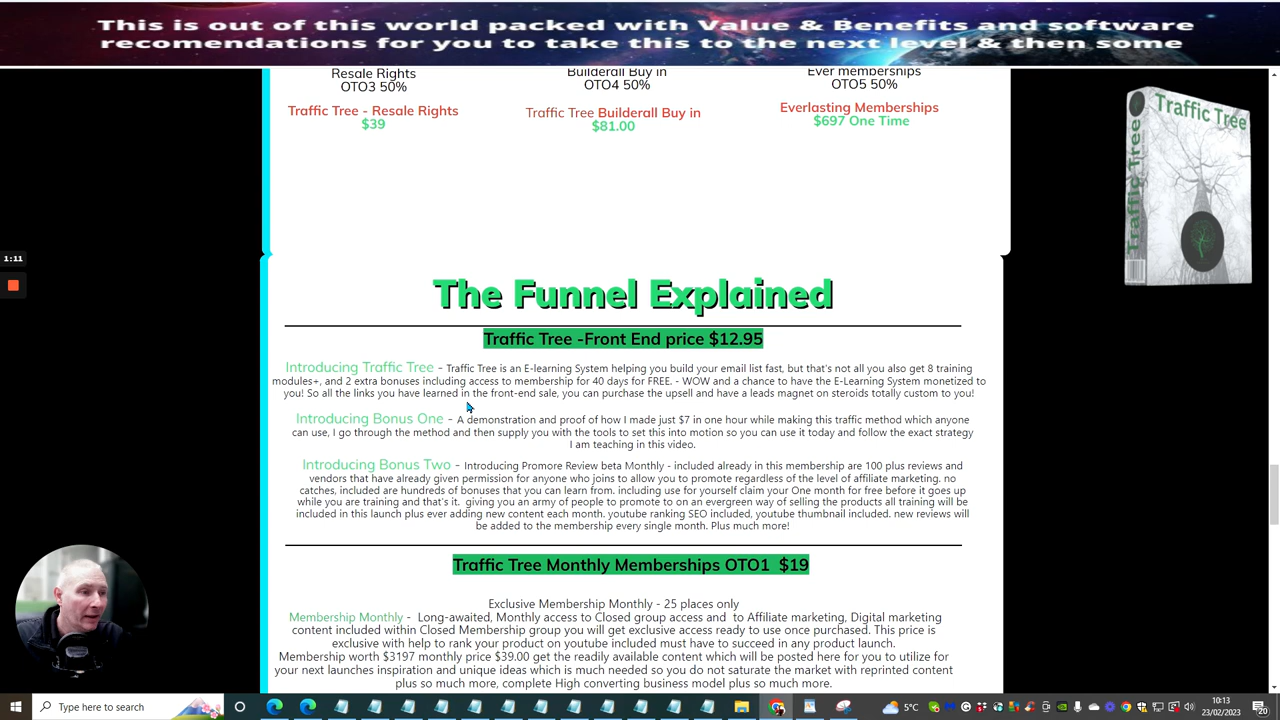 This is out of this world packed with Value & Benefits and software
recomendations for you to take this to the next level & then some
Resale Rights
OTO3 50%
Traffic Tree - Resale Rights
$39
Builderall Buy in
OTO4 50%
Traffic Tree Builderall Buy in
$81.00
Ever memberships
OTO5 50%
Everlasting Memberships
$697 One Time
Traffic Tree
Traffic Tree
1:11
The Funnel Explained
Traffic Tree -Front End price $12.95
Introducing Traffic Tree - Traffic Tree is an E-learning System helping you build your email list fast, but that's not all you also get 8 training
modules+, and 2 extra bonuses including access to membership for 40 days for FREE. - WOW and a chance to have the E-Learning System monetized to
you! So all the links you have learned in the front-end sale, you can purchase the upsell and have a leads magnet on steroids totally custom to you!
Introducing Bonus One - A demonstration and proof of how I made just $7 in one hour while making this traffic method which anyone
can use, I go through the method and then supply you with the tools to set this into motion so you can use it today and follow the exact strategy
I am teaching in this video.
Introducing Bonus Two - Introducing Promore Review beta Monthly - included already in this membership are 100 plus reviews and
vendors that have already given permission for anyone who joins to allow you to promote regardless of the level of affiliate marketing. no
catches, included are hundreds of bonuses that you can learn from. including use for yourself claim your One month for free before it goes up
while you are training and that's it. giving you an army of people to promote to on an evergreen way of selling the products all training will be
included in this launch plus ever adding new content each month. youtube ranking SEO included, youtube thumbnail included. new reviews will
be added to the membership every single month. Plus much more!
Traffic Tree Monthly Memberships OTO1 $19
Exclusive Membership Monthly - 25 places only
Membership Monthly - Long-awaited, Monthly access to Closed group access and to Affiliate marketing, Digital marketing
content included within Closed Membership group you will get exclusive access ready to use once purchased. This price is
exclusive with help to rank your product on youtube included must have to succeed in any product launch.
Membership worth $3197 monthly price $39.00 get the readily available content which will be posted here for you to utilize for
your next launches inspiration and unique ideas which is much needed so you do not saturate the market with reprinted content
plus so much more, complete High converting business model plus so much more.
Type here to search
5°C
10:13
23/02/2023
20